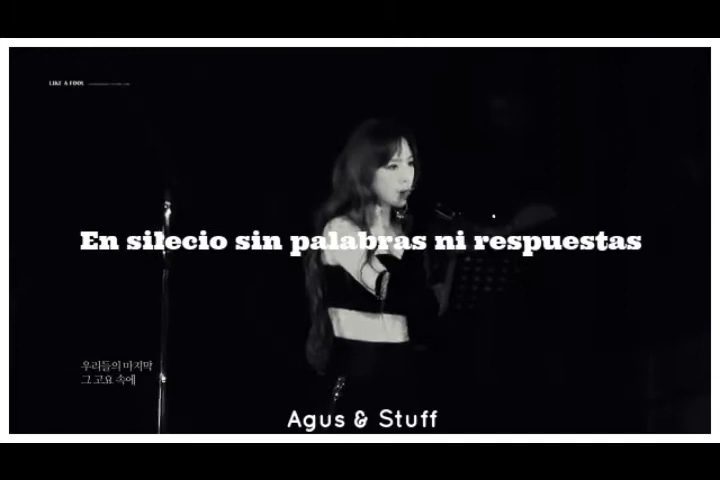 LIKE A FOOL
En silecio sin palabras ni respuestas
우리들의 마지막
그 고요 속에
Agus & Stuff